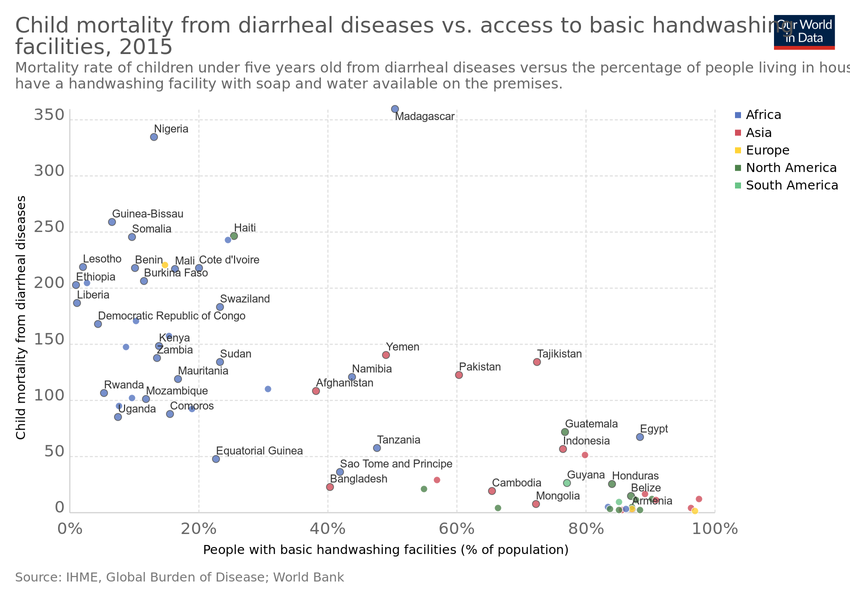 Child mortality from diarrheal diseases vs. access to basic handwashing
facilities, 2015
Our World
in Data
Mortality rate of children under five years old from diarrheal diseases versus the percentage of people living in hous
have a handwashing facility with soap and water available on the premises.
350
300
250
200
150
100
50
0
Child mortality from diarrheal diseases
Madagascar
Nigeria
Guinea-Bissau
Somalia
Haiti
Lesotho
Benin
Mali
Cote d'Ivoire
Ethiopia
Burkina Faso
Liberia
Swaziland
Democratic Republic of Congo
Kenya
Zambia
Sudan
Yemen
Tajikistan
Mauritania
Namibia
Pakistan
Rwanda
Mozambique
Afghanistan
Uganda
Comoros
Guatemala
Egypt
Indonesia
Tanzania
Equatorial Guinea
Sao Tome and Principe
Bangladesh
Cambodia
Guyana
Honduras
Mongolia
Belize
Armenia
0%
20%
40%
60%
80%
100%
People with basic handwashing facilities (% of population)
Africa
Asia
Europe
North America
South America
Source: IHME, Global Burden of Disease; World Bank